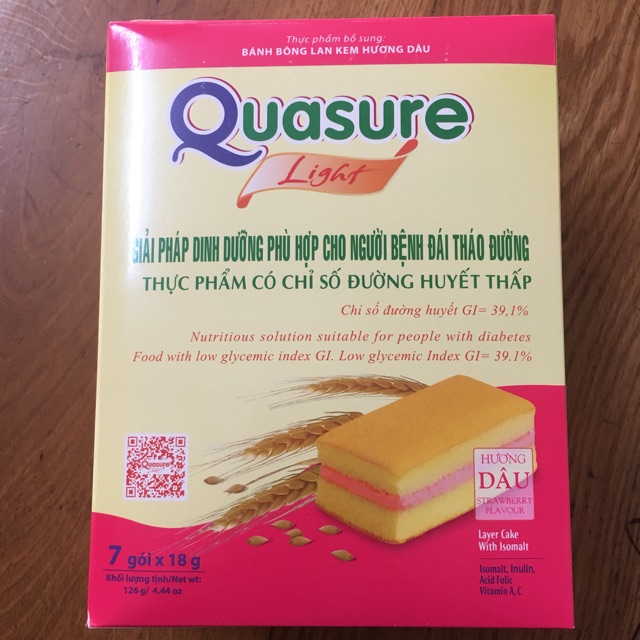 Thực phẩm bổ sung:
BÁNH BÔNG LAN KEM HƯƠNG DÂU
Quasure
Light
GIẢI PHÁP DINH DƯỠNG PHÙ HỢP CHO NGƯỜI BỆNH ĐÁI THÁO ĐƯỜNG
THỰC PHẨM CÓ CHỈ SỐ ĐƯỜNG HUYẾT THẤP
Chỉ số đường huyết GI= 39,1%
Nutritious solution suitable for people with diabetes
Food with low glycemic index GI. Low glycemic Index GI= 39.1%
Quasure
HƯƠNG
DÂU
STRAWBERRY
FLAVOUR
Layer Cake
With Isomalt
7 gói x 18 g
Khối lượng tịnh/Net wt:
126 g/ 4.44 oz
Isomalt, Inulin,
Acid Folic
Vitamin A, C